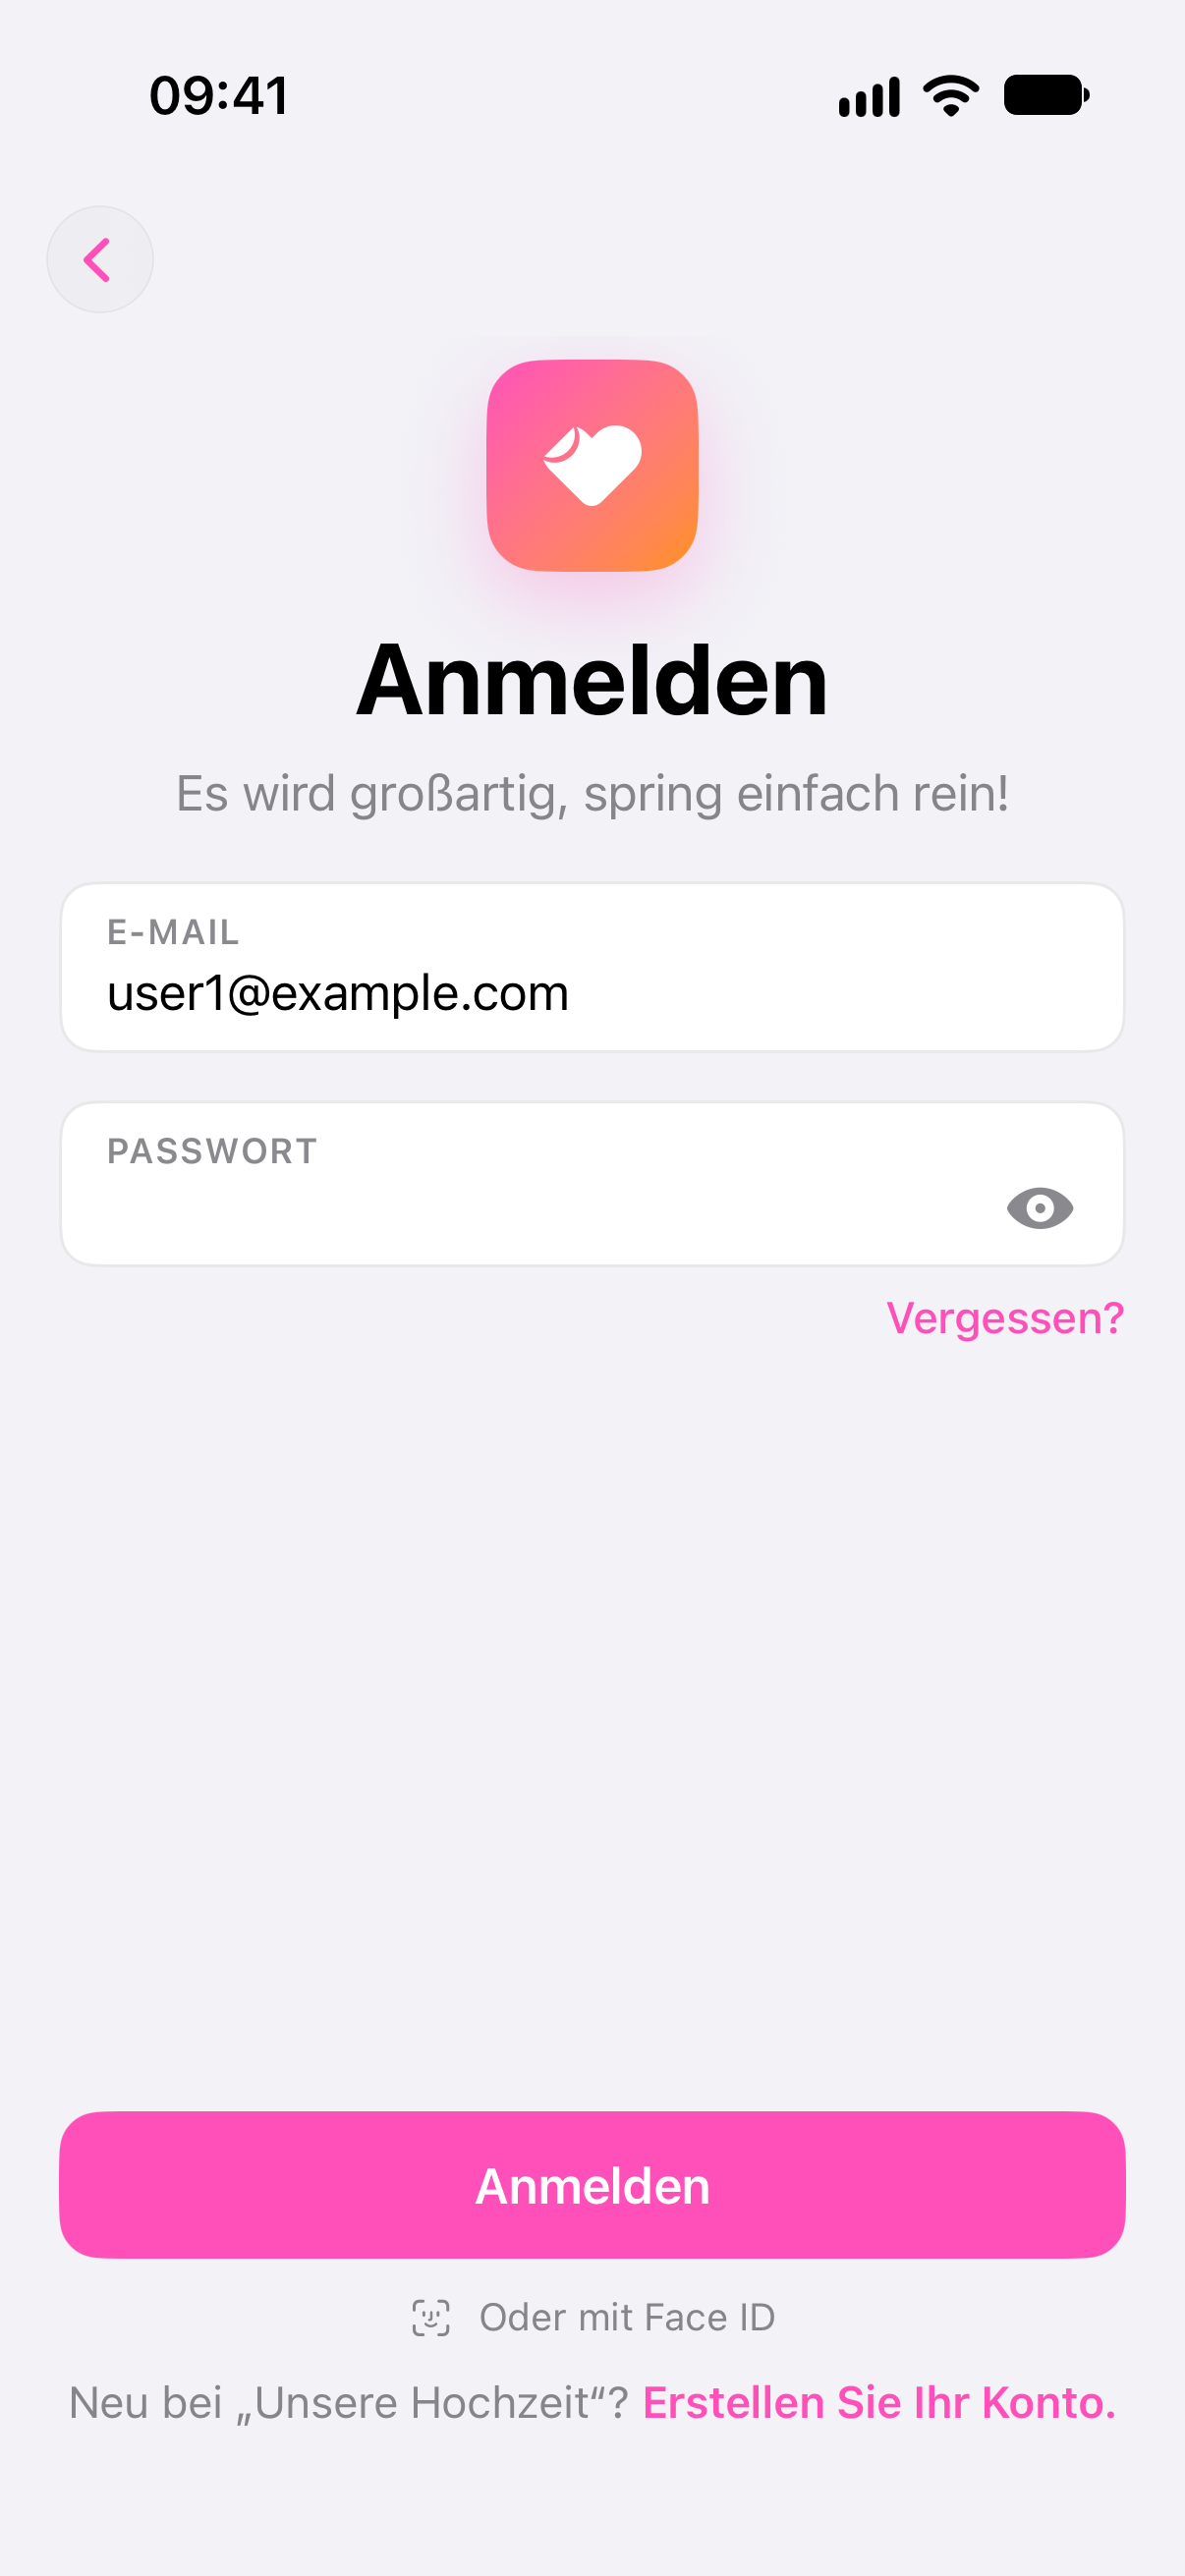 09:41
Anmelden
Es wird großartig, spring einfach rein!
E-MAIL
user1@example.com
PASSWORT
Vergessen?
Anmelden
Oder mit Face ID
Neu bei „Unsere Hochzeit“? Erstellen Sie Ihr Konto.